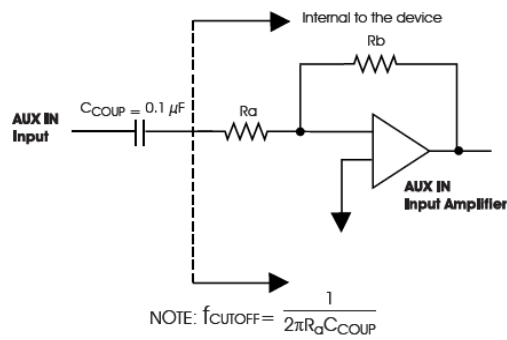 Internal to the device
Rb
CCOUP = 0.1 µF
Ra
AUX IN
Input
AUX IN
Input Amplifier
NOTE: fCUTOFF = 1
2πRaCCOUP